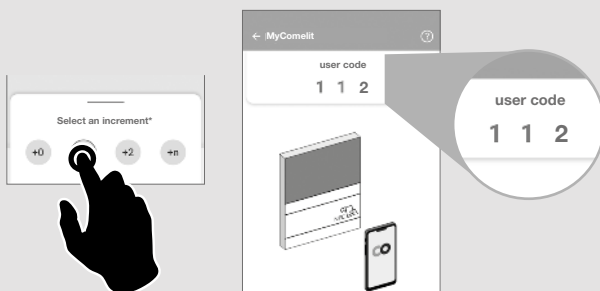 Select an increment*
+0
+2
+n
← MyComelit ?
user code
1 1 2
user code
1 1 2